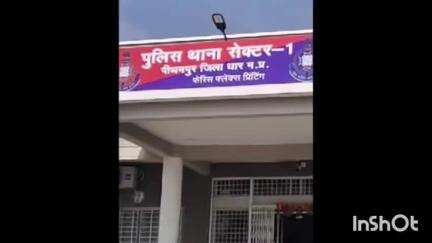 पुलिस थाना सेक्टर-1
पीथमपुर जिला धार म.प्र.
फोरिस फ्लेक्स प्रिंटिंग
InShOt